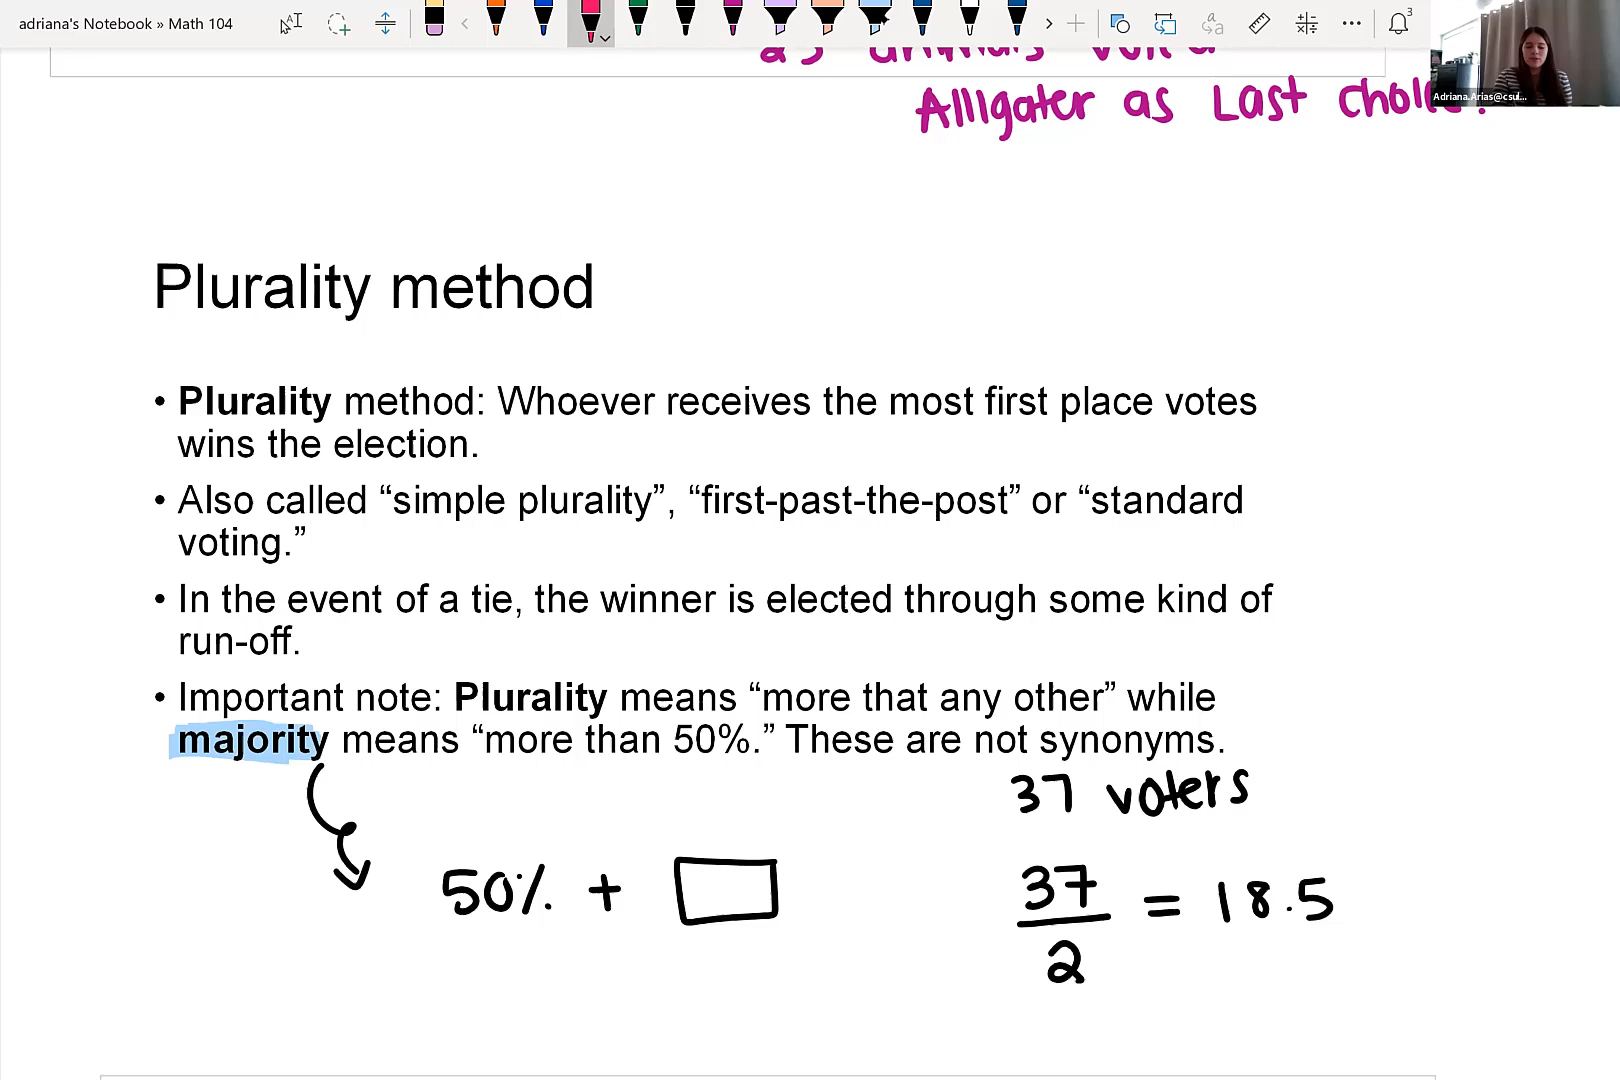 adriana's Notebook » Math 104
3
Adriana.Arias@csul...
Alligater as Last choice!
Plurality method
• Plurality method: Whoever receives the most first place votes
wins the election.
• Also called “simple plurality”, “first-past-the-post” or “standard
voting.”
• In the event of a tie, the winner is elected through some kind of
run-off.
• Important note: Plurality means “more that any other” while
majority means “more than 50%.” These are not synonyms.
37 voters
50% +
37
2
= 18.5